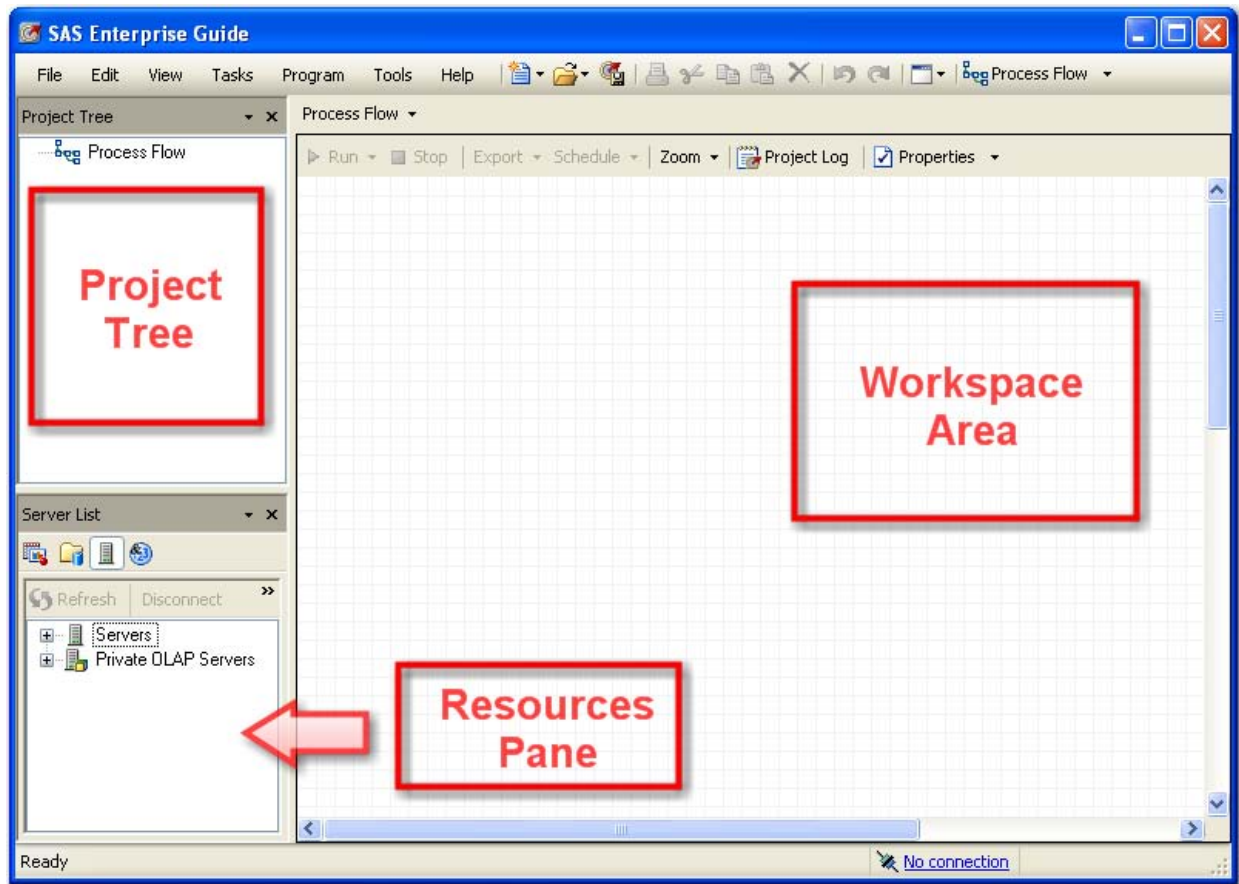 SAS Enterprise Guide
File Edit View Tasks Program Tools Help Process Flow
Project Tree
Process Flow
Process Flow
Run Stop Export Schedule Zoom Project Log Properties
Project
Tree
Workspace
Area
Server List
Refresh Disconnect »
Servers
Private OLAP Servers
Resources
Pane
Ready
No connection